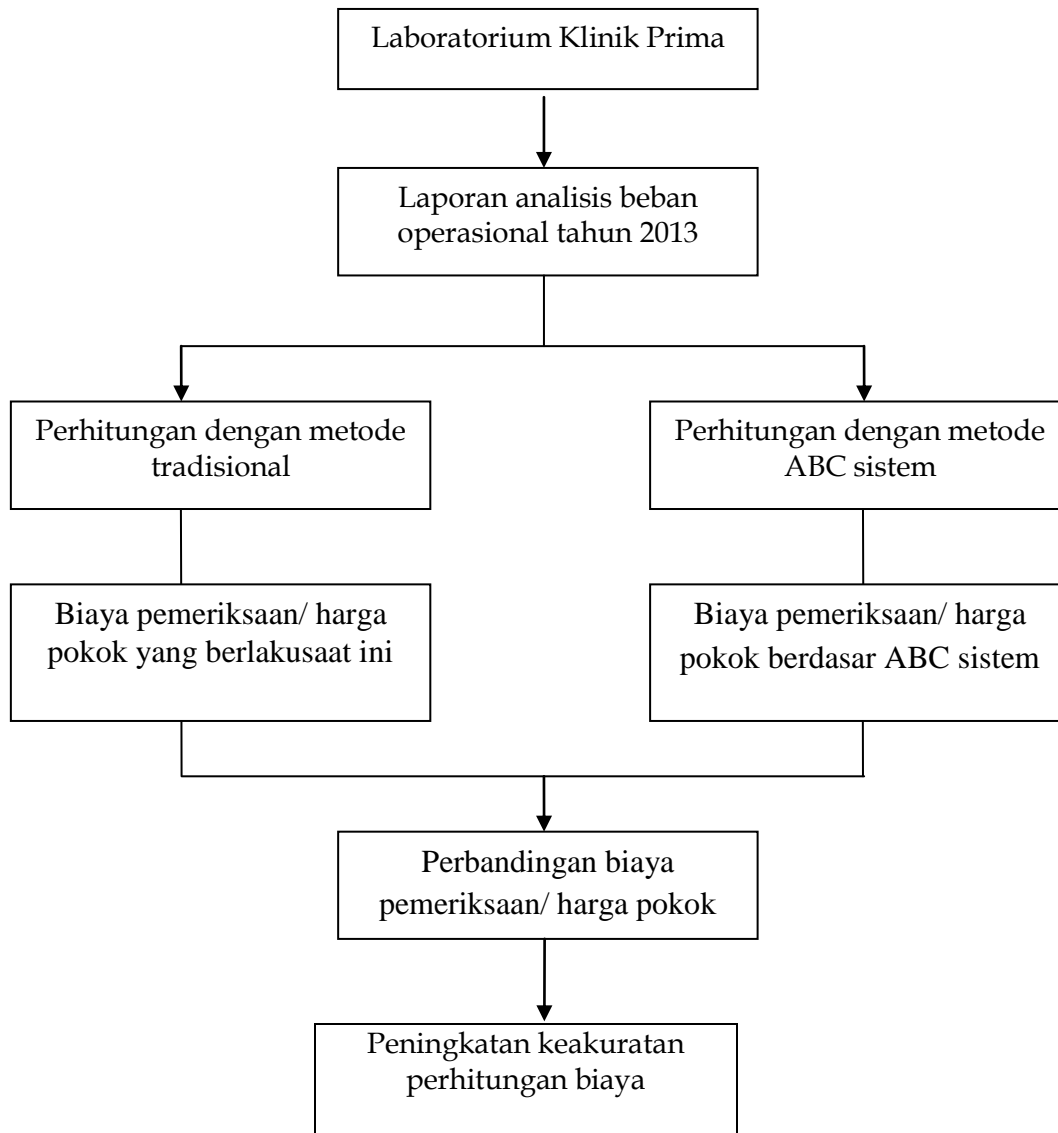 Laboratorium Klinik Prima
Laporan analisis beban
operasional tahun 2013
Perhitungan dengan metode
tradisional
Perhitungan dengan metode
ABC sistem
Biaya pemeriksaan/ harga
pokok yang berlakusaat ini
Biaya pemeriksaan/ harga
pokok berdasar ABC sistem
Perbandingan biaya
pemeriksaan/ harga pokok
Peningkatan keakuratan
perhitungan biaya